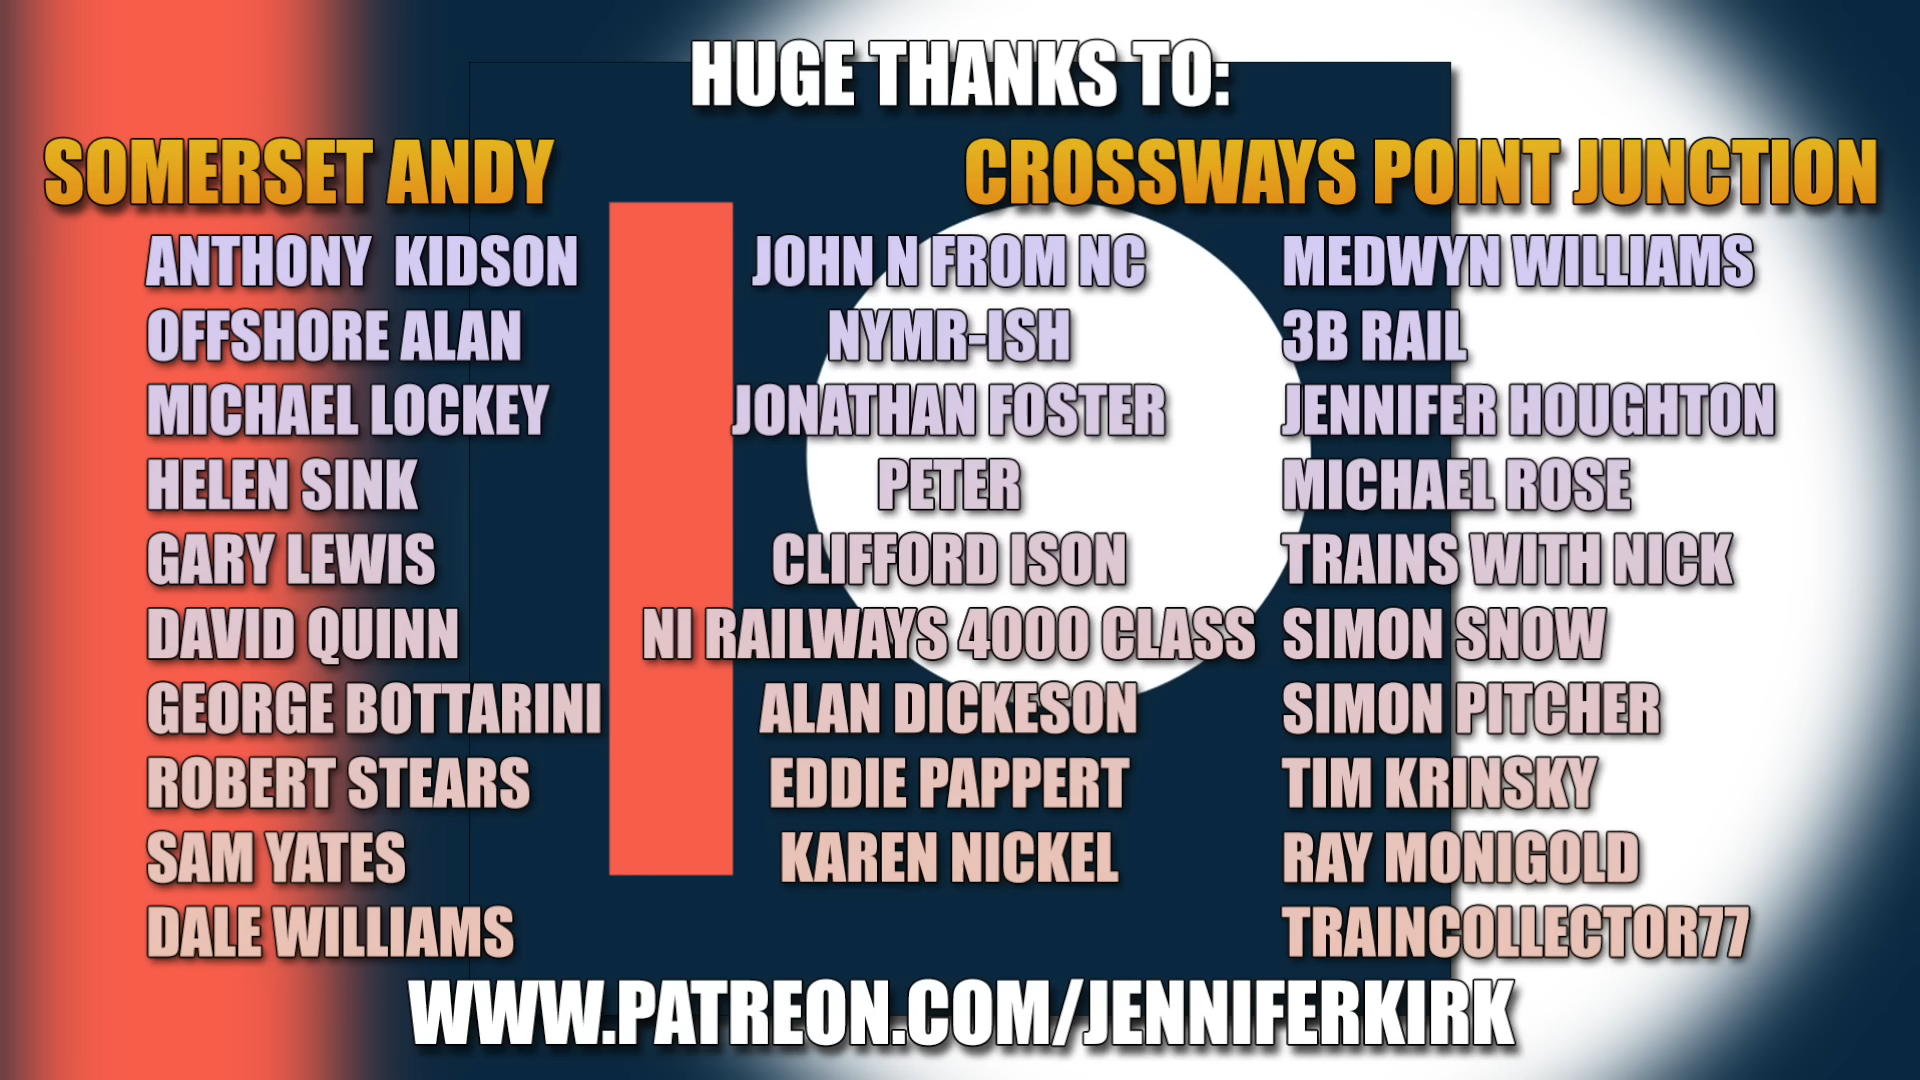 HUGE THANKS TO:
SOMERSET ANDY
CROSSWAYS POINT JUNCTION
ANTHONY  KIDSON
OFFSHORE ALAN
MICHAEL LOCKEY
HELEN SINK
GARY LEWIS
DAVID QUINN
GEORGE BOTTARINI
ROBERT STEARS
SAM YATES
DALE WILLIAMS
JOHN N FROM NC
NYMR-ISH
JONATHAN FOSTER
PETER
CLIFFORD ISON
NI RAILWAYS 4000 CLASS
ALAN DICKESON
EDDIE PAPPERT
KAREN NICKEL
MEDWYN WILLIAMS
3B RAIL
JENNIFER HOUGHTON
MICHAEL ROSE
TRAINS WITH NICK
SIMON SNOW
SIMON PITCHER
TIM KRINSKY
RAY MONIGOLD
TRAINCOLLECTOR77
WWW.PATREON.COM/JENNIFERKIRK